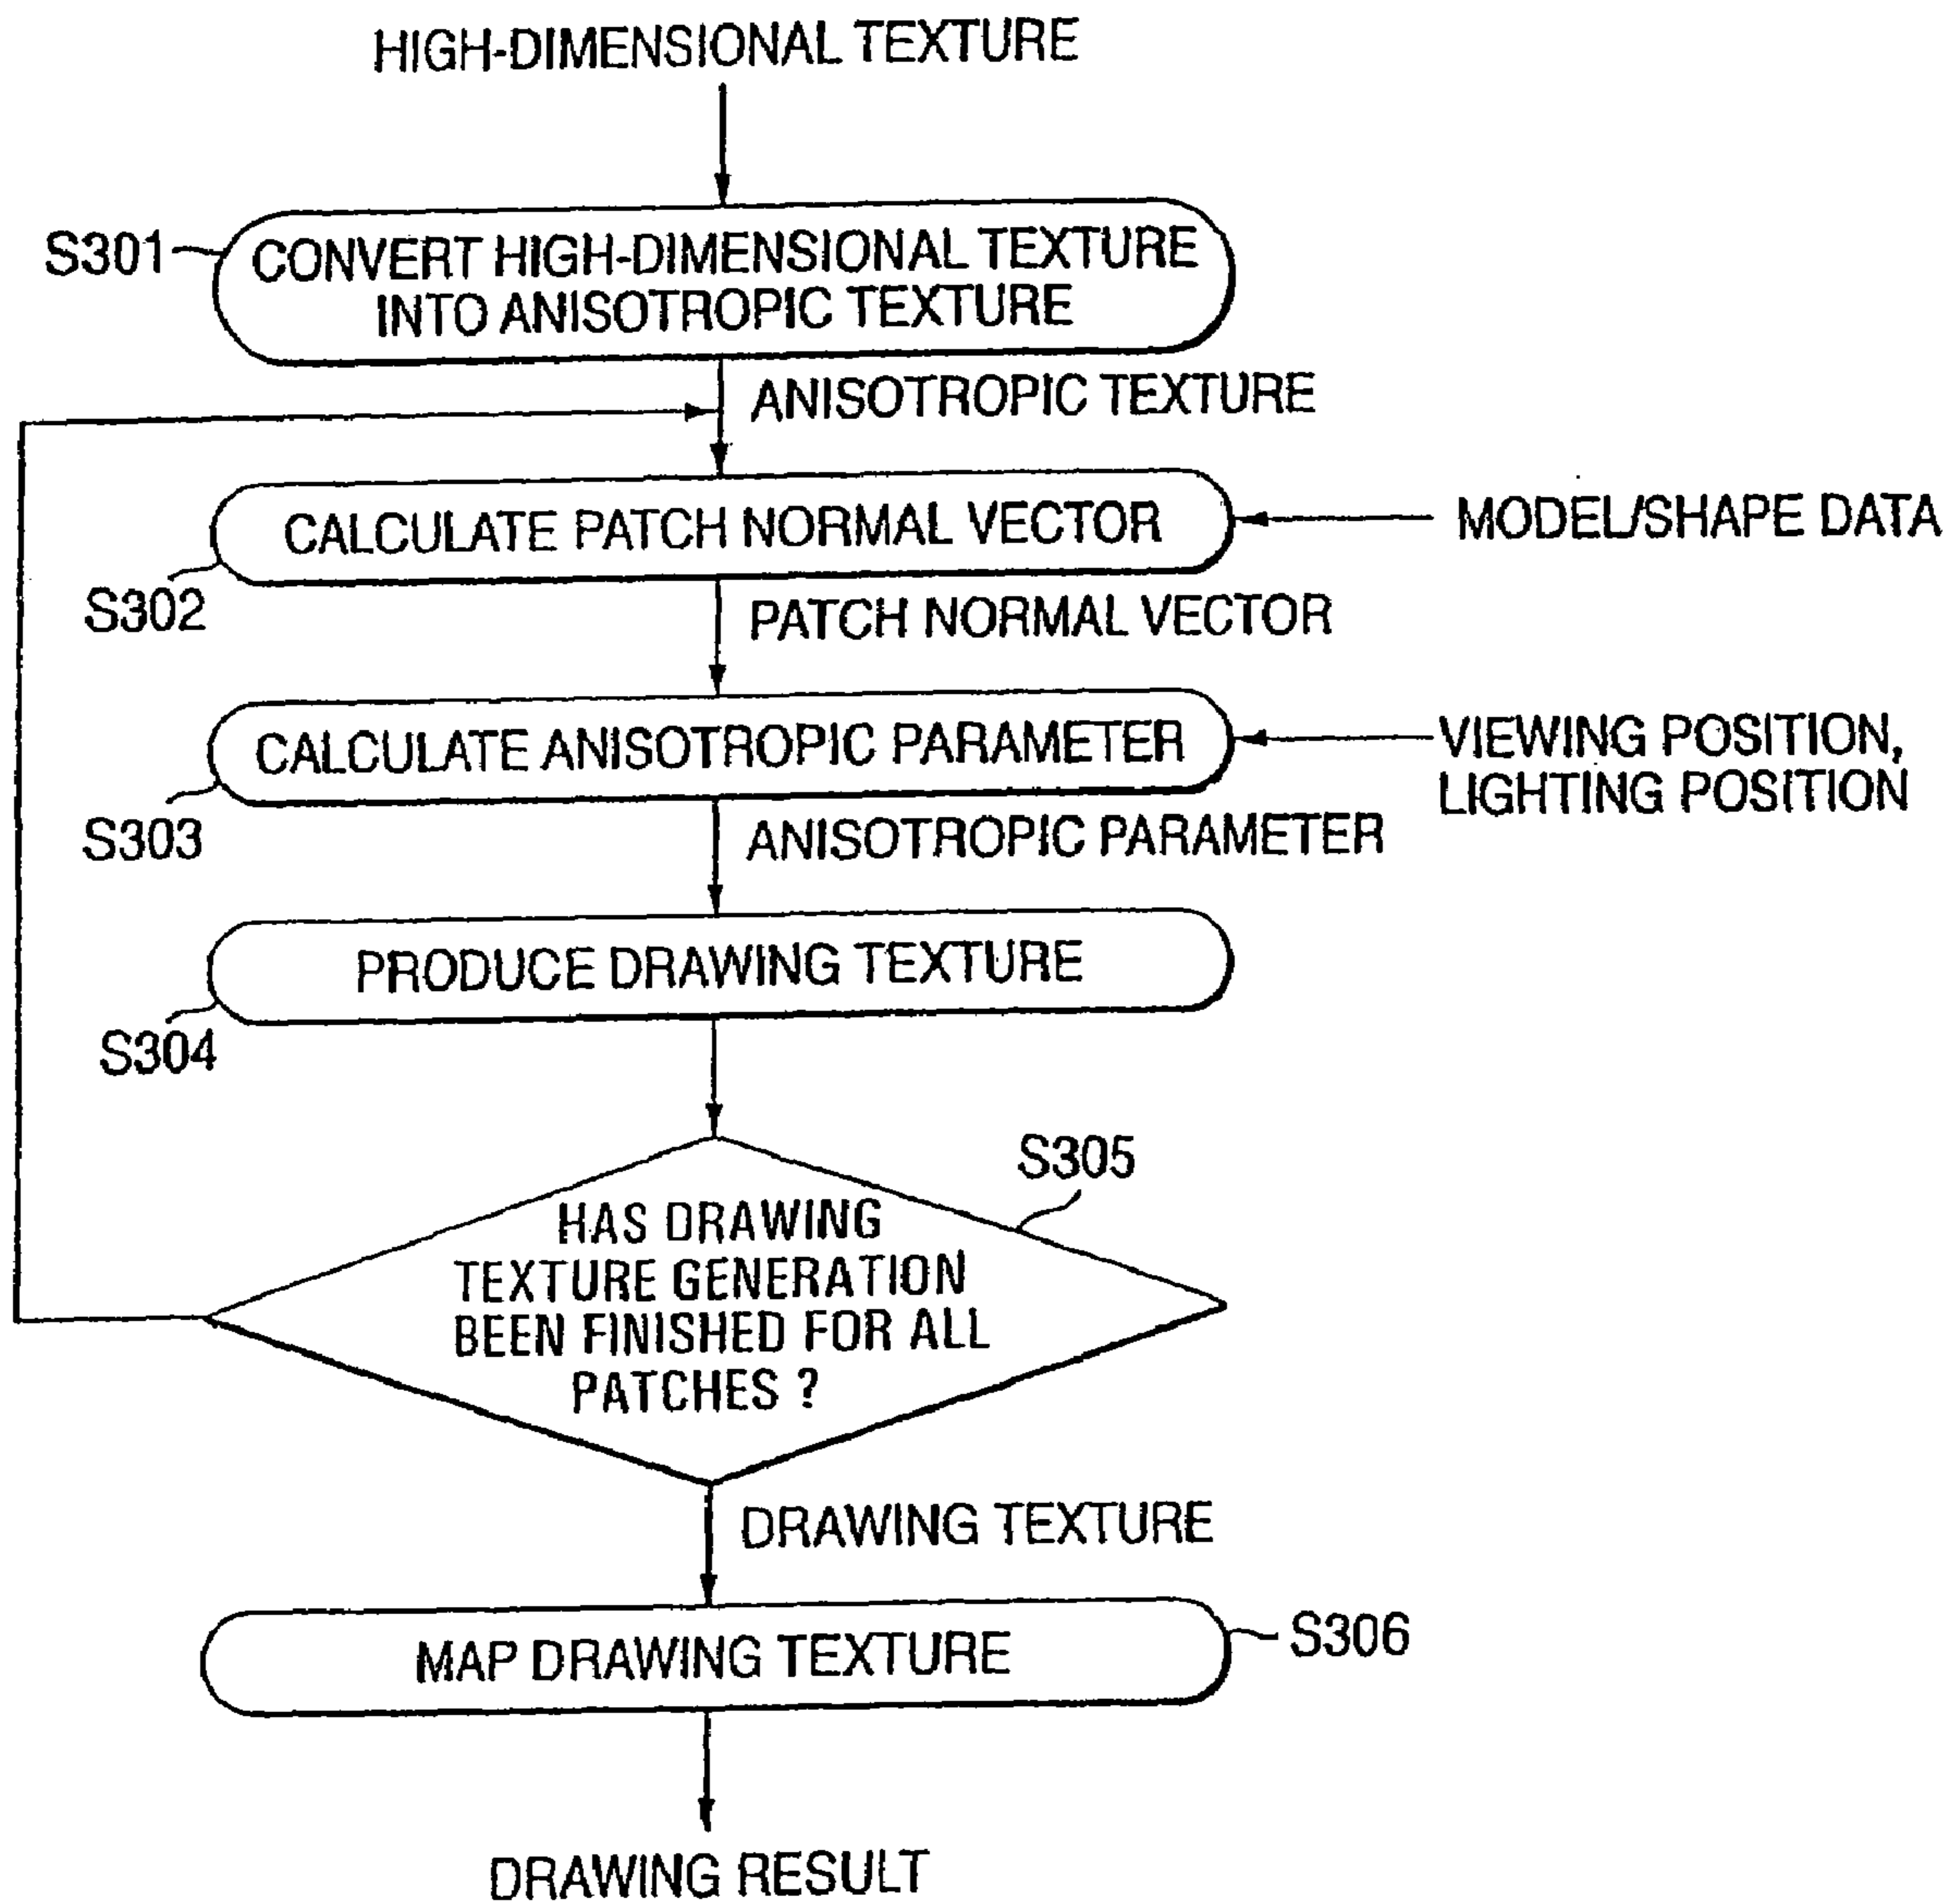 HIGH-DIMENSIONAL TEXTURE
S301
CONVERT HIGH-DIMENSIONAL TEXTURE
INTO ANISOTROPIC TEXTURE
ANISOTROPIC TEXTURE
CALCULATE PATCH NORMAL VECTOR
MODEL/SHAPE DATA
S302
PATCH NORMAL VECTOR
CALCULATE ANISOTROPIC PARAMETER
VIEWING POSITION,
LIGHTING POSITION
S303
ANISOTROPIC PARAMETER
PRODUCE DRAWING TEXTURE
S304
S305
HAS DRAWING
TEXTURE GENERATION
BEEN FINISHED FOR ALL
PATCHES ?
DRAWING TEXTURE
MAP DRAWING TEXTURE
S306
DRAWING RESULT